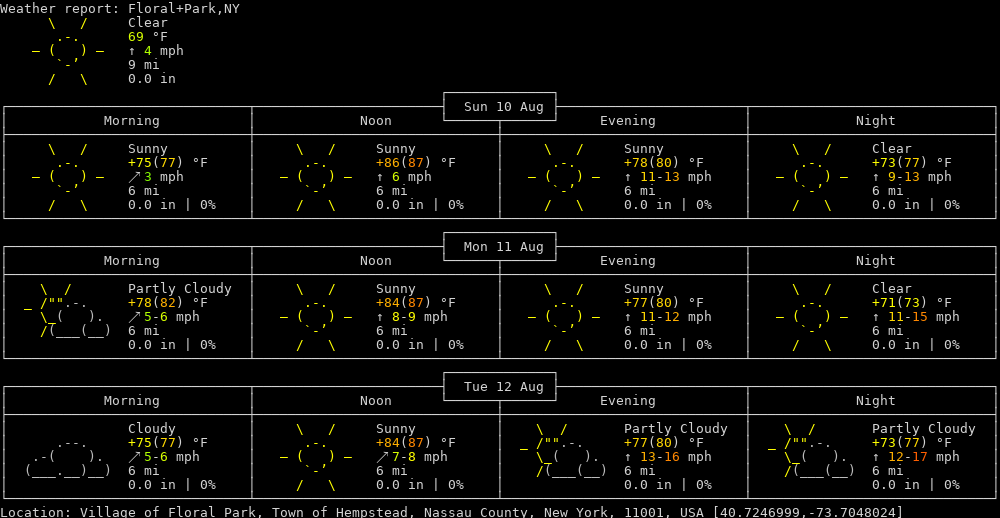 Weather report: Floral+Park,NY
Clear
69 °F
↑ 4 mph
9 mi
0.0 in
Sun 10 Aug
Morning Noon Evening Night
Sunny Sunny Sunny Clear
+75(77) °F +86(87) °F +78(80) °F +73(77) °F
↗ 3 mph ↑ 6 mph ↑ 11-13 mph ↑ 9-13 mph
6 mi 6 mi 6 mi 6 mi
0.0 in | 0% 0.0 in | 0% 0.0 in | 0% 0.0 in | 0%
Mon 11 Aug
Morning Noon Evening Night
Partly Cloudy Sunny Sunny Clear
+78(82) °F +84(87) °F +77(80) °F +71(73) °F
↗ 5-6 mph ↑ 8-9 mph ↑ 11-12 mph ↑ 11-15 mph
6 mi 6 mi 6 mi 6 mi
0.0 in | 0% 0.0 in | 0% 0.0 in | 0% 0.0 in | 0%
Tue 12 Aug
Morning Noon Evening Night
Cloudy Sunny Partly Cloudy Partly Cloudy
+75(77) °F +84(87) °F +77(80) °F +73(77) °F
↗ 5-6 mph ↗ 7-8 mph ↑ 13-16 mph ↑ 12-17 mph
6 mi 6 mi 6 mi 6 mi
0.0 in | 0% 0.0 in | 0% 0.0 in | 0% 0.0 in | 0%
Location: Village of Floral Park, Town of Hempstead, Nassau County, New York, 11001, USA [40.7246999,-73.7048024]